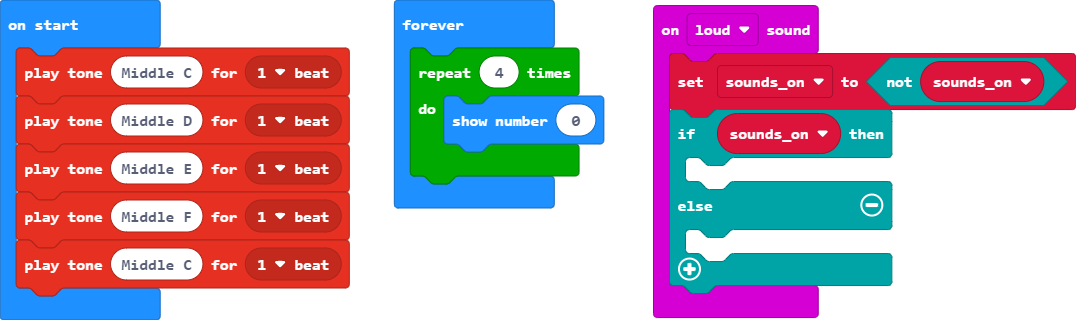 on start
play tone Middle C for 1 beat
play tone Middle D for 1 beat
play tone Middle E for 1 beat
play tone Middle F for 1 beat
play tone Middle C for 1 beat
forever
repeat 4 times
do
show number 0
on loud sound
set sounds_on to not sounds_on
if sounds_on then
else